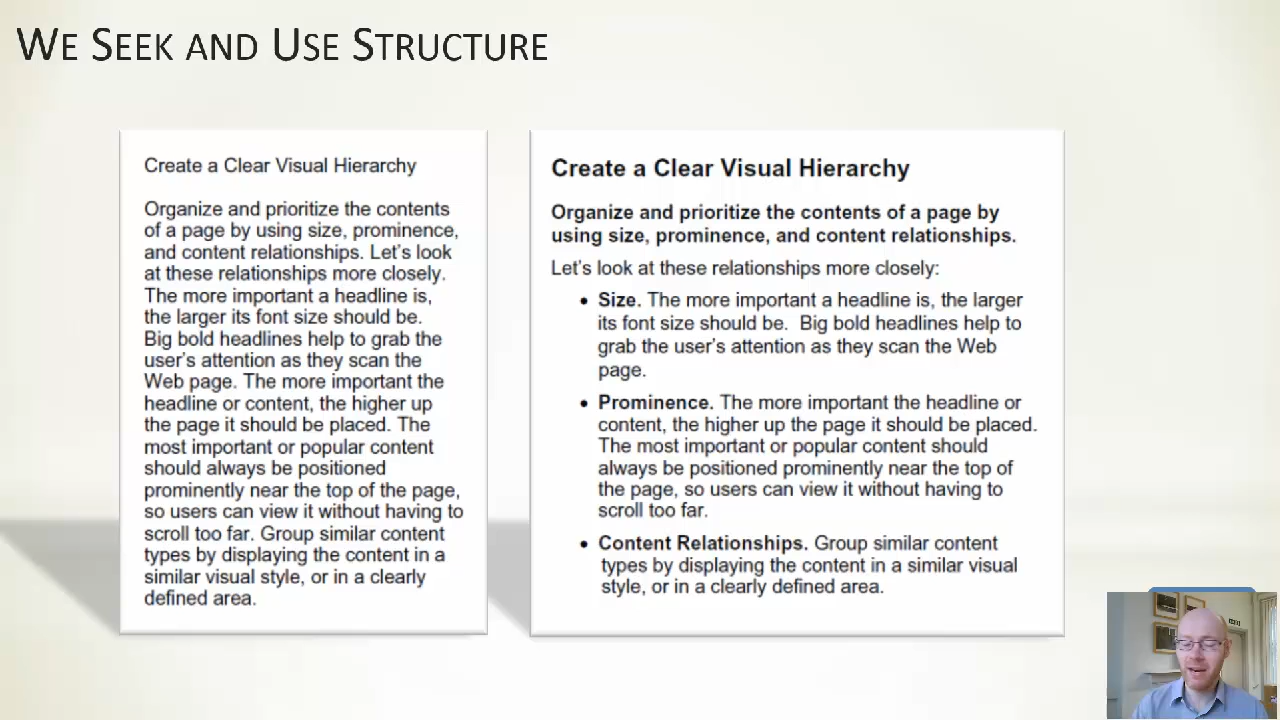 We Seek and Use Structure
Create a Clear Visual Hierarchy
Organize and prioritize the contents
of a page by using size, prominence,
and content relationships. Let's look
at these relationships more closely.
The more important a headline is,
the larger its font size should be.
Big bold headlines help to grab the
user's attention as they scan the
Web page. The more important the
headline or content, the higher up
the page it should be placed. The
most important or popular content
should always be positioned
prominently near the top of the page,
so users can view it without having to
scroll too far. Group similar content
types by displaying the content in a
similar visual style, or in a clearly
defined area.
Create a Clear Visual Hierarchy
Organize and prioritize the contents of a page by
using size, prominence, and content relationships.
Let's look at these relationships more closely:
• Size. The more important a headline is, the larger
its font size should be.  Big bold headlines help to
grab the user's attention as they scan the Web
page.
• Prominence. The more important the headline or
content, the higher up the page it should be placed.
The most important or popular content should
always be positioned prominently near the top of
the page, so users can view it without having to
scroll too far.
• Content Relationships. Group similar content
types by displaying the content in a similar visual
style, or in a clearly defined area.